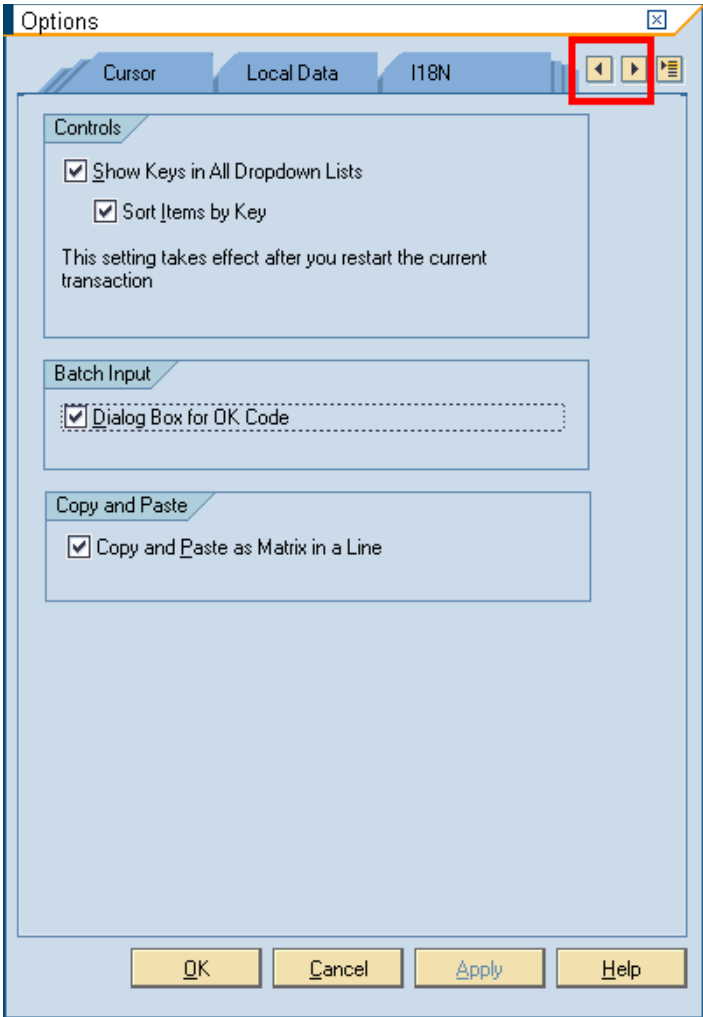 Options
Cursor Local Data I18N
Controls
Show Keys in All Dropdown Lists
Sort Items by Key
This setting takes effect after you restart the current
transaction
Batch Input
Dialog Box for OK Code
Copy and Paste
Copy and Paste as Matrix in a Line
OK Cancel Apply Help